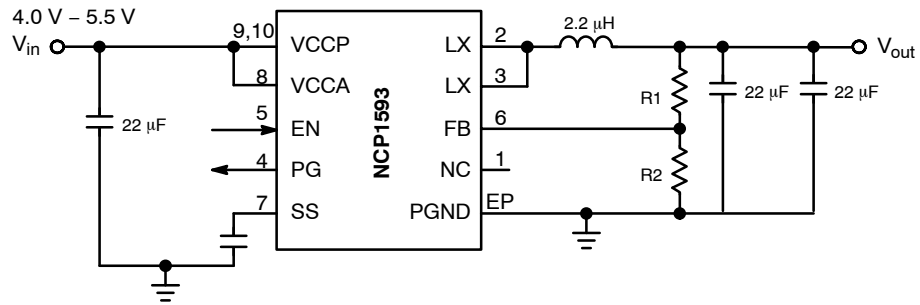 4.0 V – 5.5 V
Vin
9,10
VCCP
LX
2
2.2 µH
Vout
8
VCCA
LX
3
R1
22 µF
22 µF
22 µF
5
EN
NCP1593
FB
6
4
PG
NC
1
R2
7
SS
PGND
EP